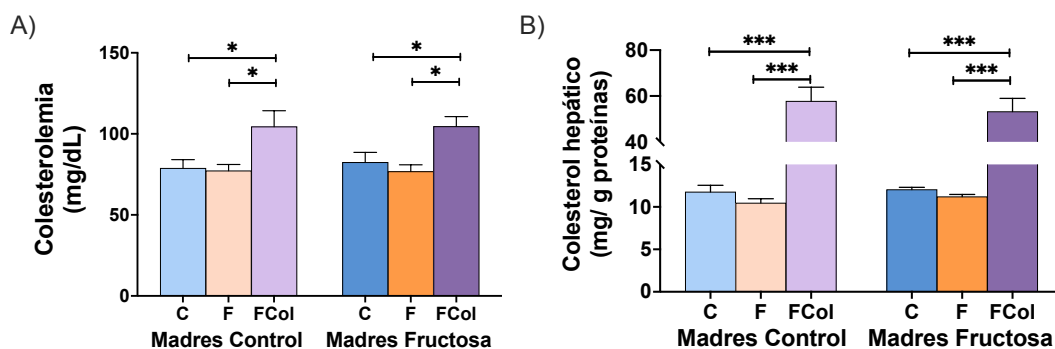 A)
Colesterolemia
(mg/dL)
150
100
50
0
*
*
*
*
C F FCol C F FCol
Madres Control Madres Fructosa
B)
Colesterol hepático
(mg/ g proteínas)
80
60
40
15
10
5
0
***
***
***
***
C F FCol C F FCol
Madres Control Madres Fructosa